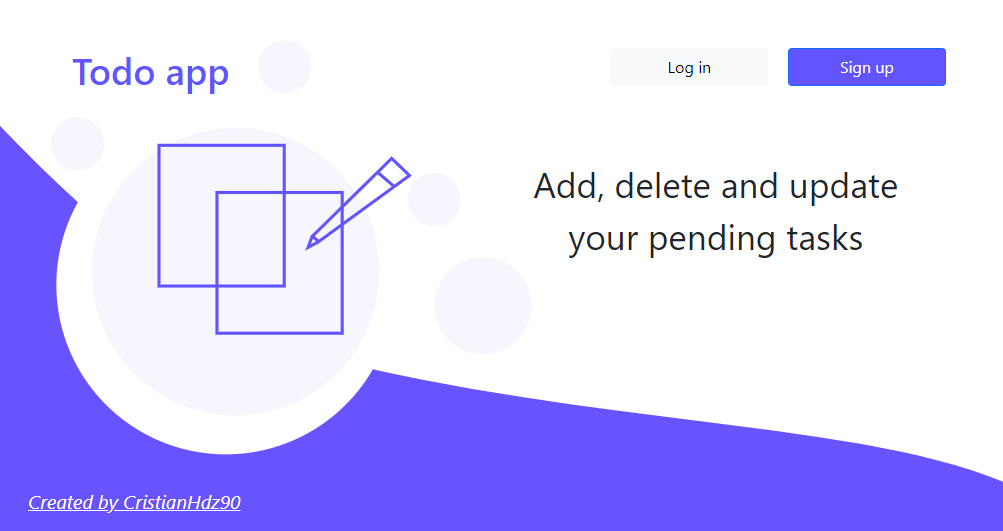 Todo app
Log in
Sign up
Add, delete and update
your pending tasks
Created by CristianHdz90